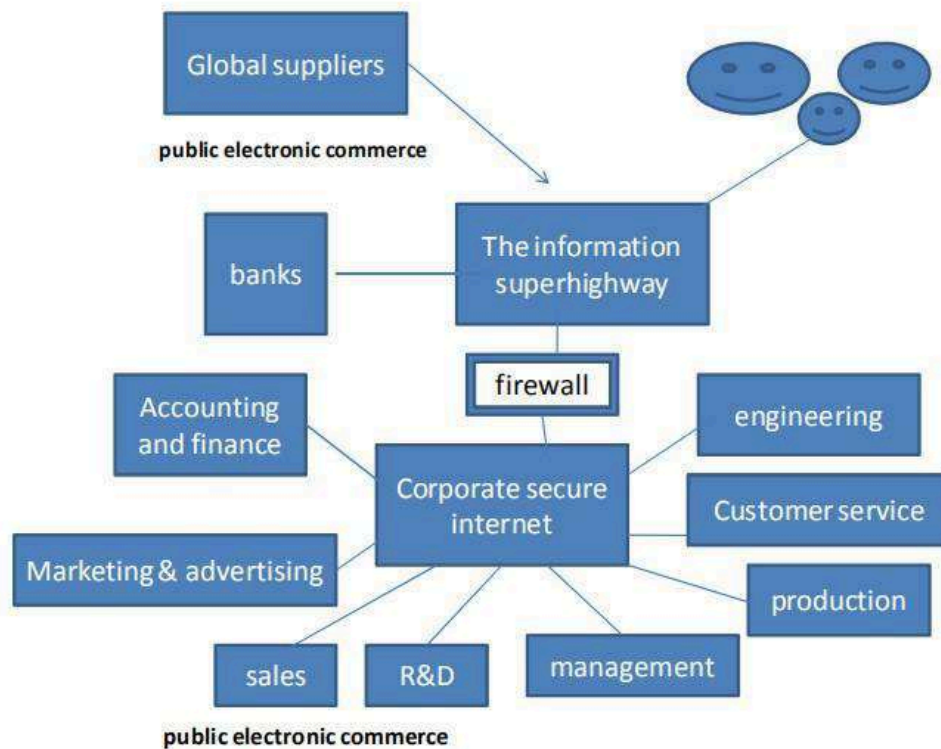 Global suppliers
public electronic commerce
banks
The information
superhighway
firewall
Accounting
and finance
engineering
Corporate secure
internet
Customer service
Marketing & advertising
production
sales
R&D
management
public electronic commerce